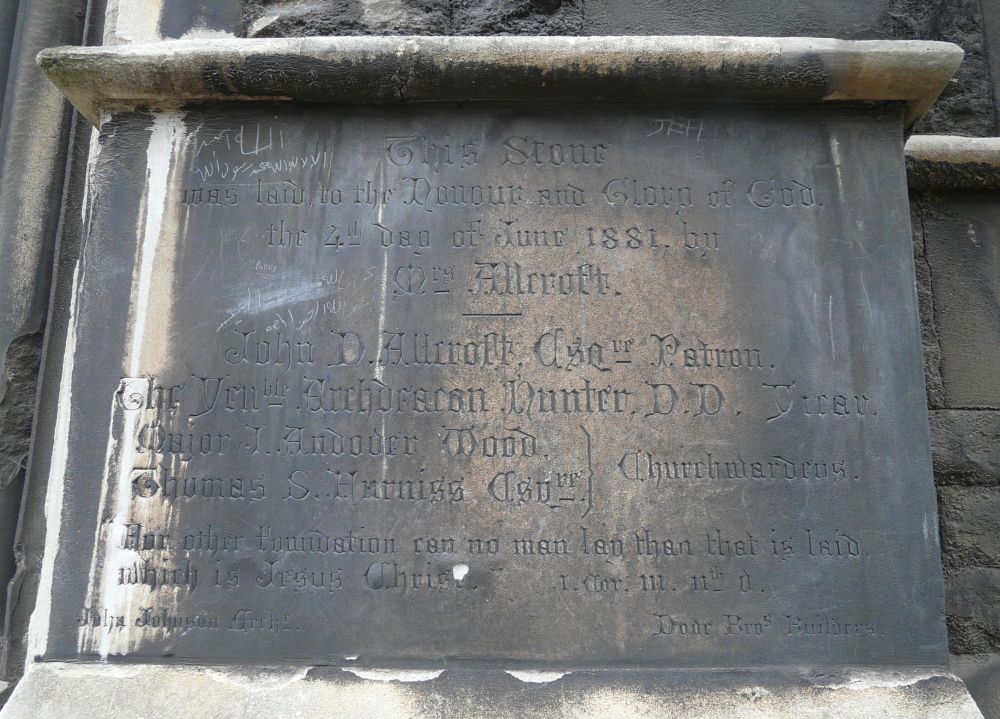 This Stone
was laid, to the Honour and Glory of God,
the 4th day of June 1881, by
Mrs Allcroft.
John D. Allcroft, Esqre Patron,
The Venble Archdeacon Hunter, D.D. Vicar,
Major J. Wood,
Thomas S. Harniss Esqre.
Churchwardens.
For other foundation can no man lay than that is laid,
which is Jesus Christ. I. Cor. III. 11th
John Johnson Archt.
Dove Bros Builders.